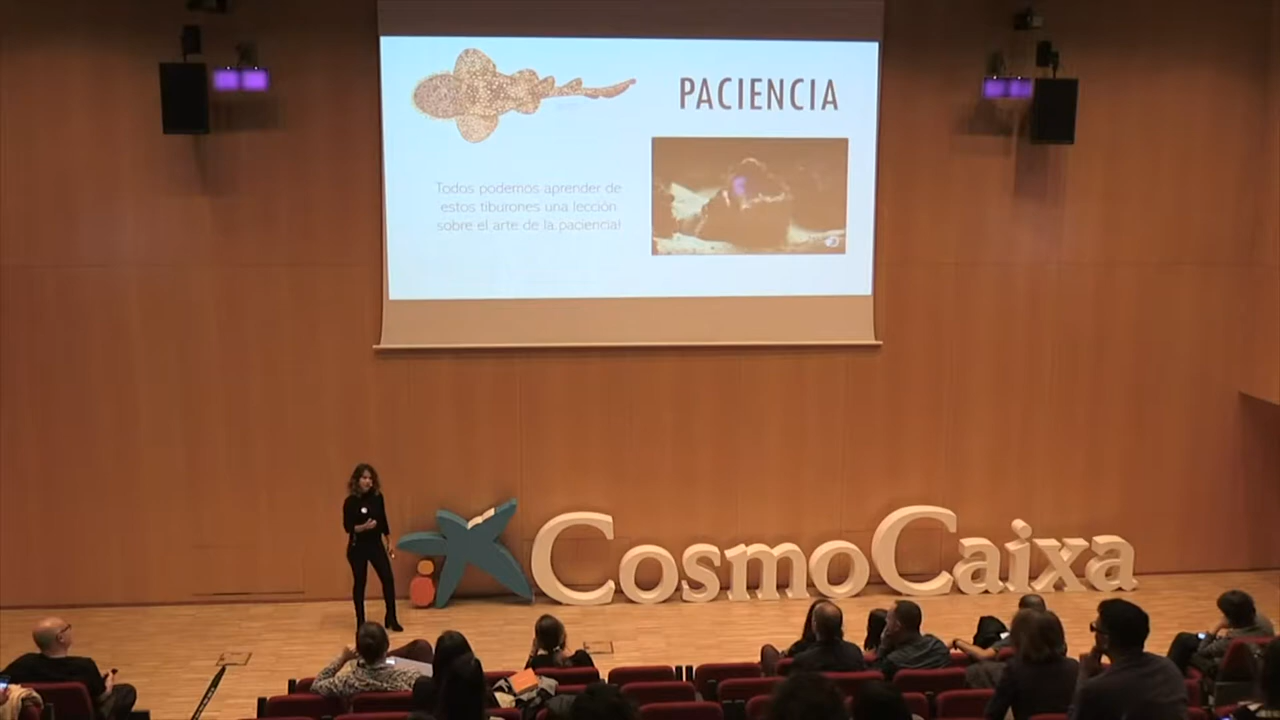 PACIENCIA
Todos podemos aprender de
estos tiburones una lección
sobre el arte de la paciencia!
CosmoCaixa